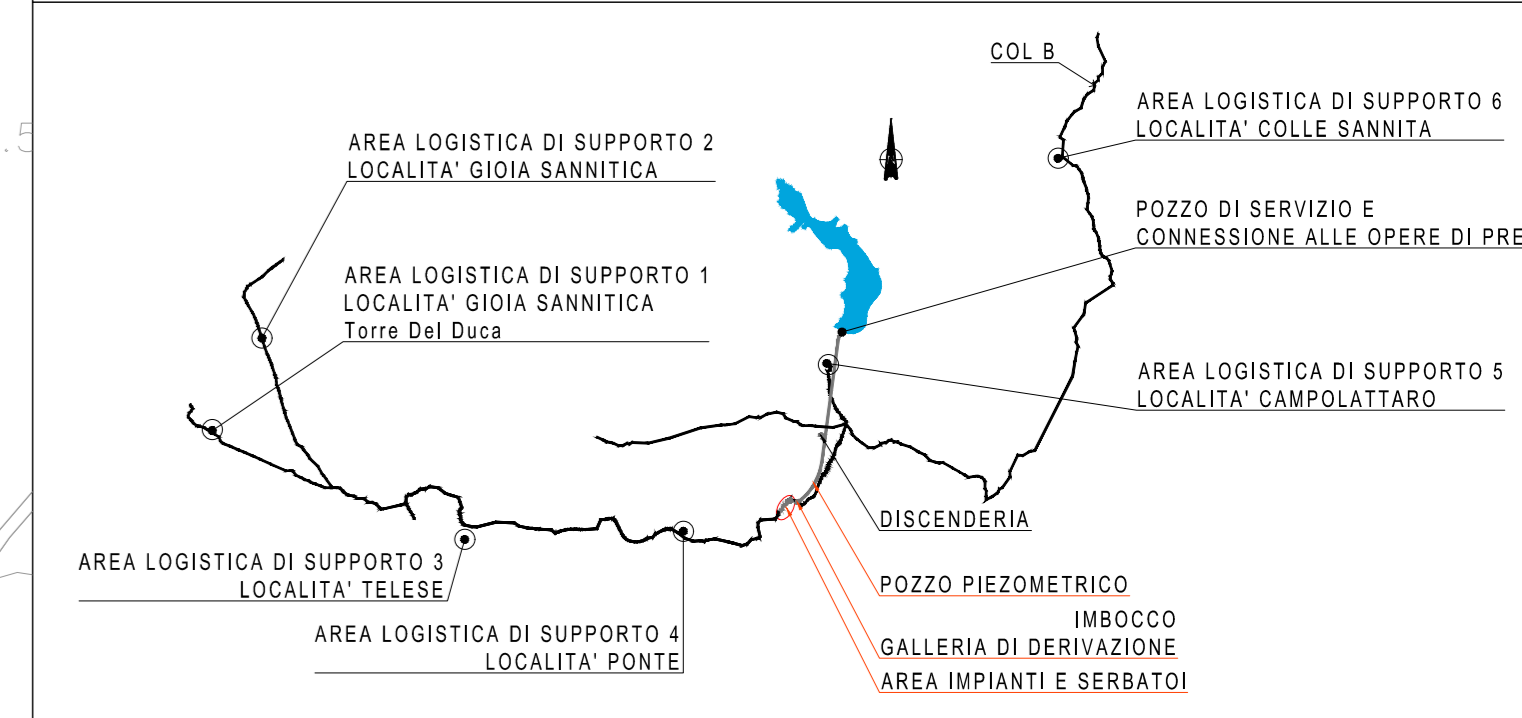 COL B
AREA LOGISTICA DI SUPPORTO 6
LOCALITA' COLLE SANNITA
.5
AREA LOGISTICA DI SUPPORTO 2
LOCALITA' GIOIA SANNITICA
POZZO DI SERVIZIO E
CONNESSIONE ALLE OPERE DI PRE
AREA LOGISTICA DI SUPPORTO 1
LOCALITA' GIOIA SANNITICA
Torre Del Duca
AREA LOGISTICA DI SUPPORTO 5
LOCALITA' CAMPOLATTARO
DISCENDERIA
AREA LOGISTICA DI SUPPORTO 3
LOCALITA' TELESE
POZZO PIEZOMETRICO
AREA LOGISTICA DI SUPPORTO 4
LOCALITA' PONTE
IMBOCCO
GALLERIA DI DERIVAZIONE
AREA IMPIANTI E SERBATOI